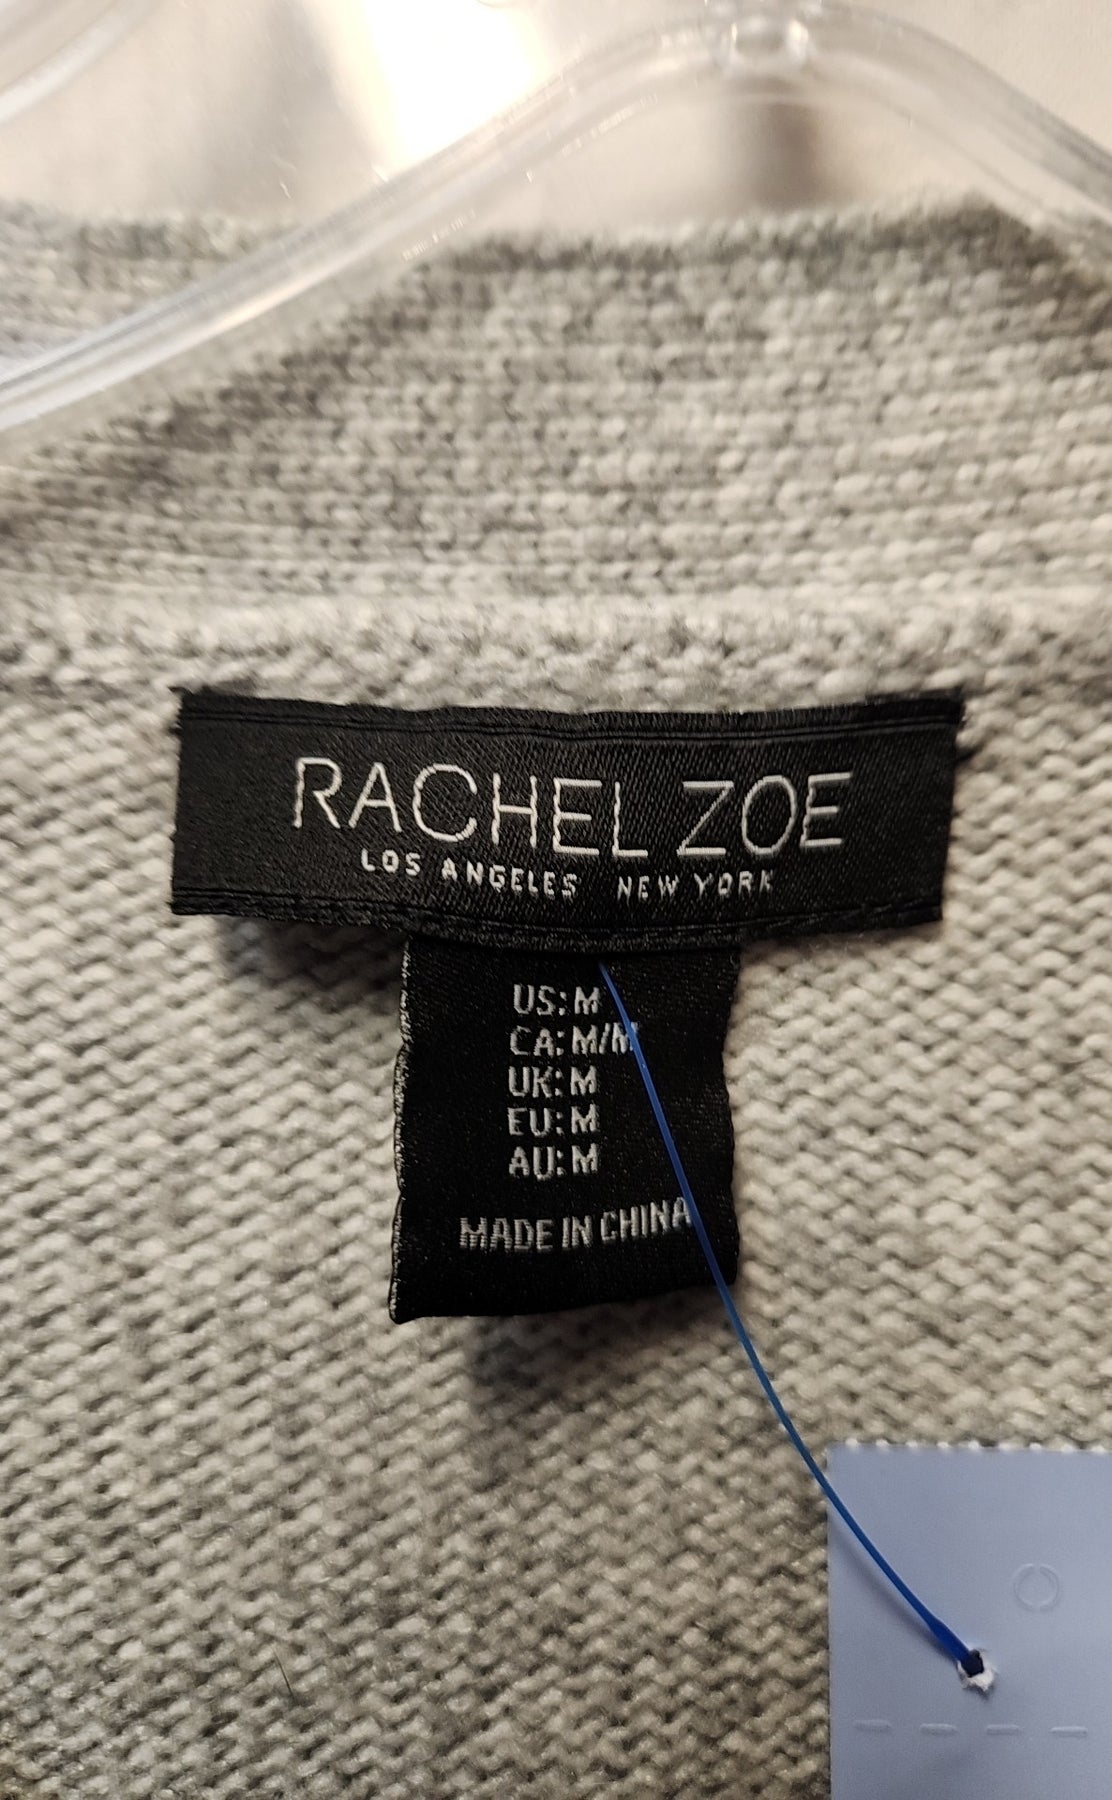 RACHEL ZOE
LOS ANGELES NEW YORK
US: M
CA: M/M
UK: M
EU: M
AU: M
MADE IN CHINA